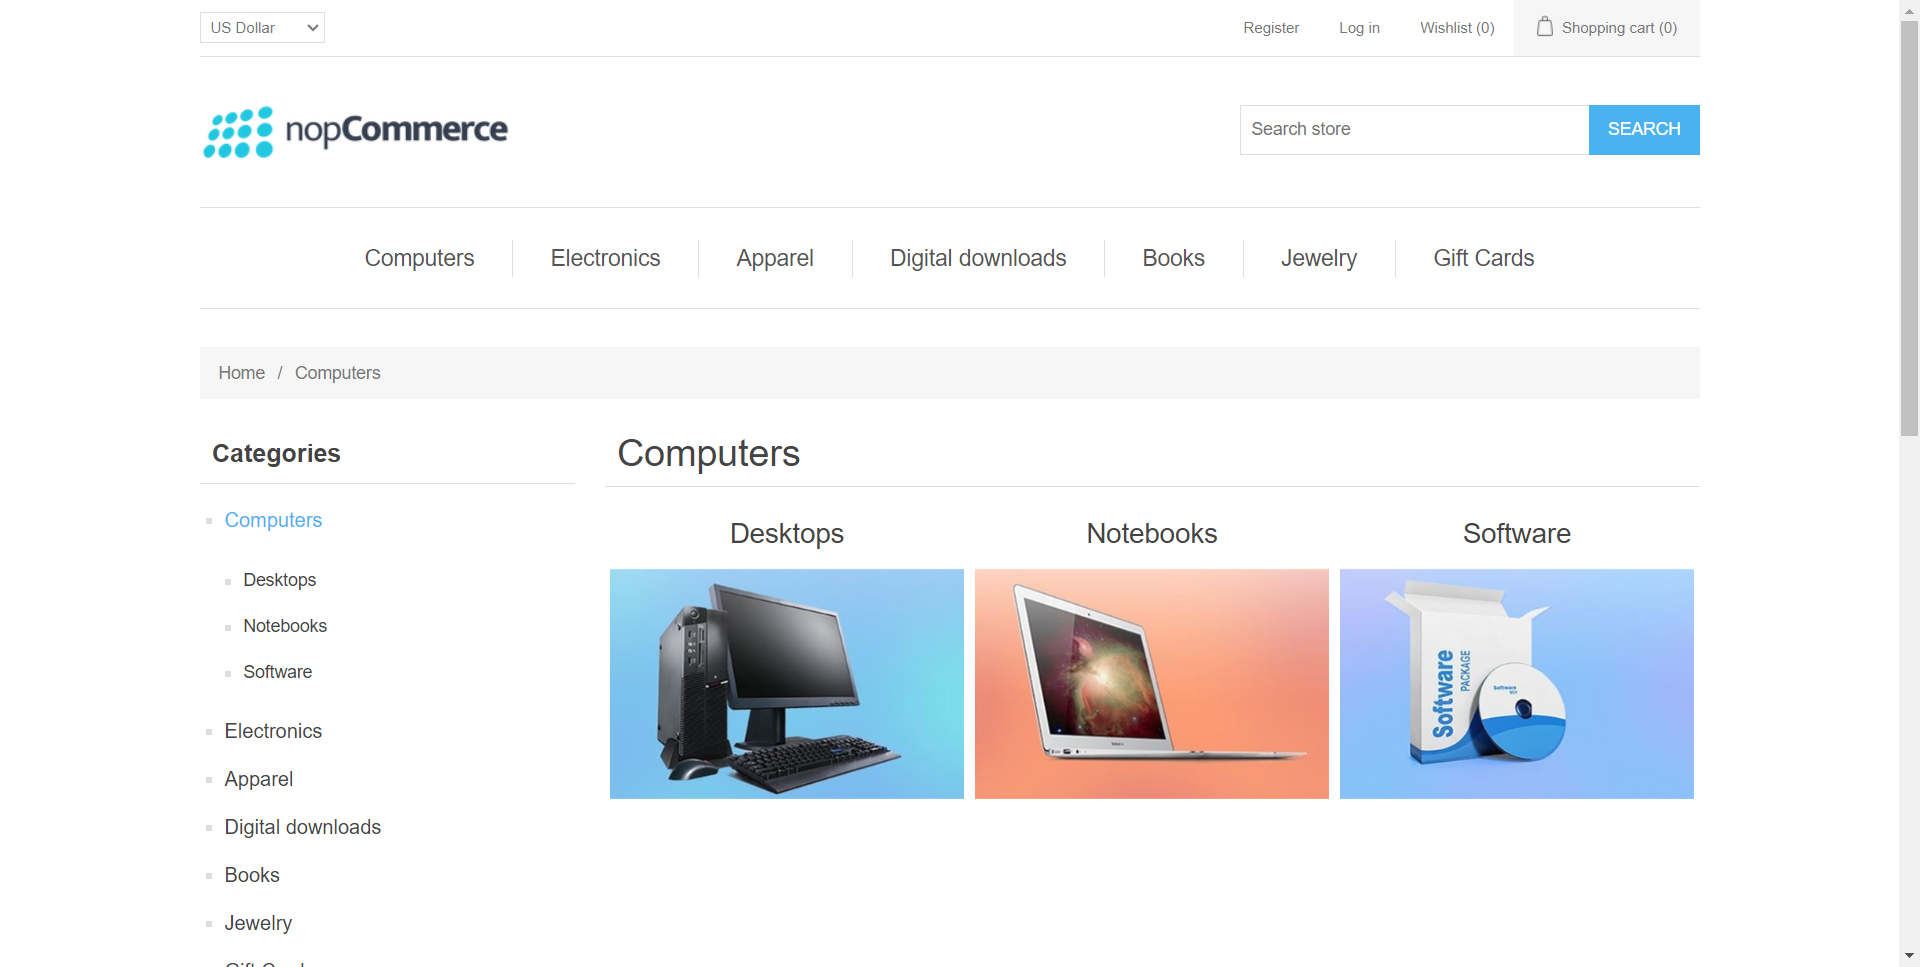 US Dollar
Register
Log in
Wishlist (0)
Shopping cart (0)
nopCommerce
Search store
SEARCH
Computers
Electronics
Apparel
Digital downloads
Books
Jewelry
Gift Cards
Home / Computers
Categories
Computers
Desktops
Notebooks
Software
Electronics
Apparel
Digital downloads
Books
Jewelry
Computers
Desktops
Notebooks
Software
Software
PACKAGE
Software